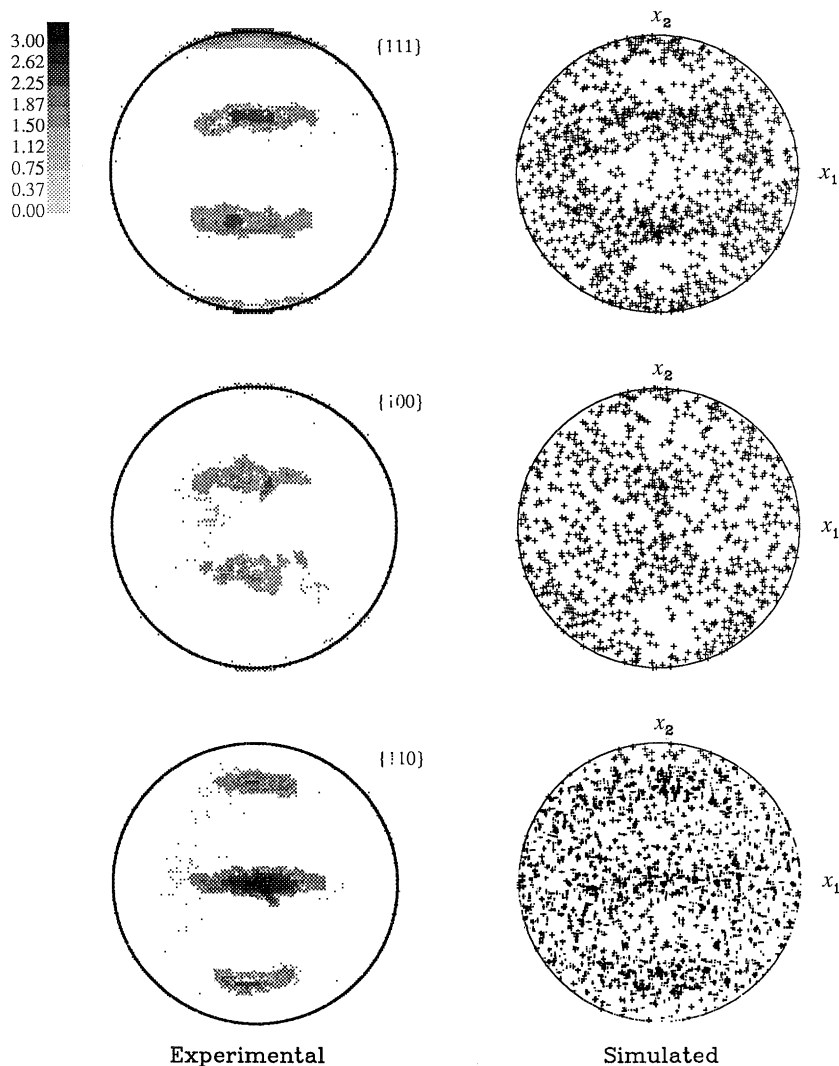 3.00
2.62
2.25
1.87
1.50
1.12
0.75
0.37
0.00
{111}
x₂
x₁
{100}
x₂
x₁
{110}
x₂
x₁
Experimental
Simulated